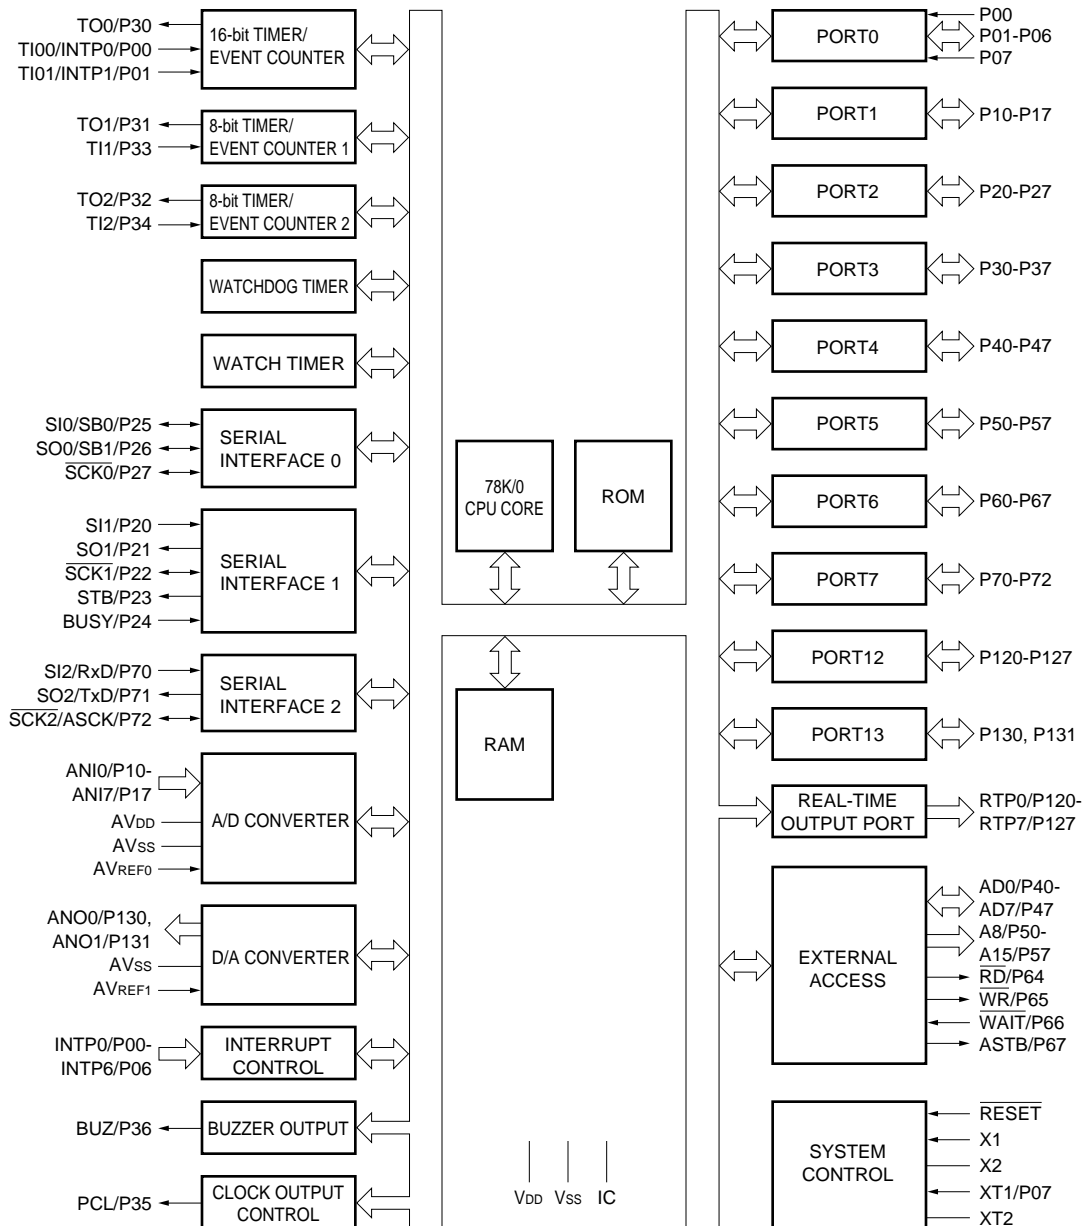 TO0/P30
TI00/INTP0/P00
TI01/INTP1/P01
16-bit TIMER/
EVENT COUNTER
TO1/P31
TI1/P33
8-bit TIMER/
EVENT COUNTER 1
TO2/P32
TI2/P34
8-bit TIMER/
EVENT COUNTER 2
WATCHDOG TIMER
WATCH TIMER
SI0/SB0/P25
SO0/SB1/P26
SCK0/P27
SERIAL
INTERFACE 0
SI1/P20
SO1/P21
SCK1/P22
STB/P23
BUSY/P24
SERIAL
INTERFACE 1
SI2/RxD/P70
SO2/TxD/P71
SCK2/ASCK/P72
SERIAL
INTERFACE 2
ANI0/P10-
ANI7/P17
AVDD
AVSS
AVREF0
A/D CONVERTER
ANO0/P130,
ANO1/P131
AVSS
AVREF1
D/A CONVERTER
INTP0/P00-
INTP6/P06
INTERRUPT
CONTROL
BUZ/P36
BUZZER OUTPUT
PCL/P35
CLOCK OUTPUT
CONTROL
78K/0
CPU CORE
ROM
RAM
VDD
VSS
IC
PORT0
P00
P01-P06
P07
PORT1
P10-P17
PORT2
P20-P27
PORT3
P30-P37
PORT4
P40-P47
PORT5
P50-P57
PORT6
P60-P67
PORT7
P70-P72
PORT12
P120-P127
PORT13
P130, P131
REAL-TIME
OUTPUT PORT
RTP0/P120-
RTP7/P127
EXTERNAL
ACCESS
AD0/P40-
AD7/P47
A8/P50-
A15/P57
RD/P64
WR/P65
WAIT/P66
ASTB/P67
SYSTEM
CONTROL
RESET
X1
X2
XT1/P07
XT2